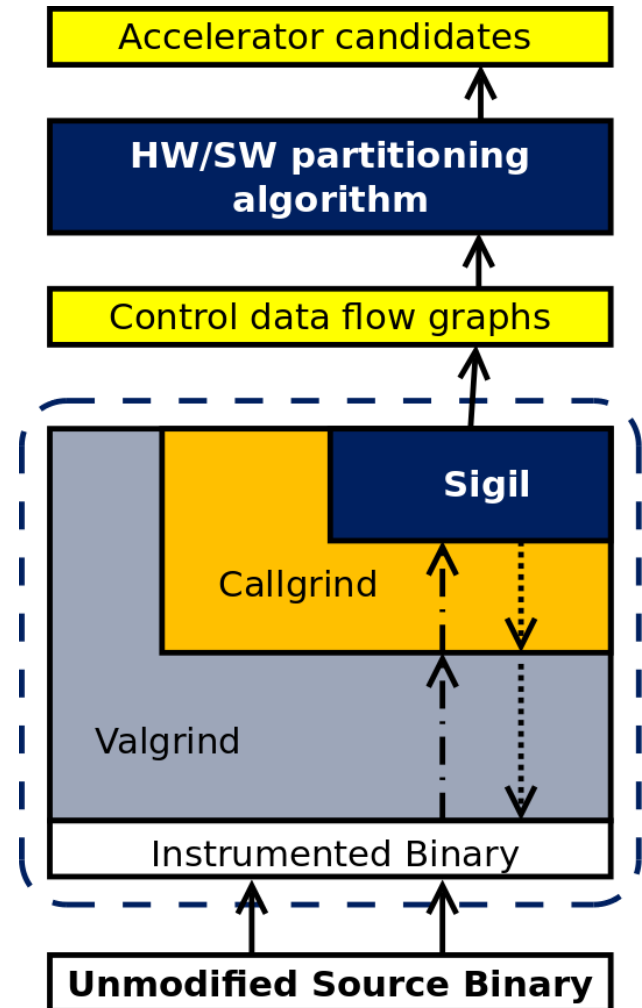 Accelerator candidates
HW/SW partitioning
algorithm
Control data flow graphs
Sigil
Callgrind
Valgrind
Instrumented Binary
Unmodified Source Binary